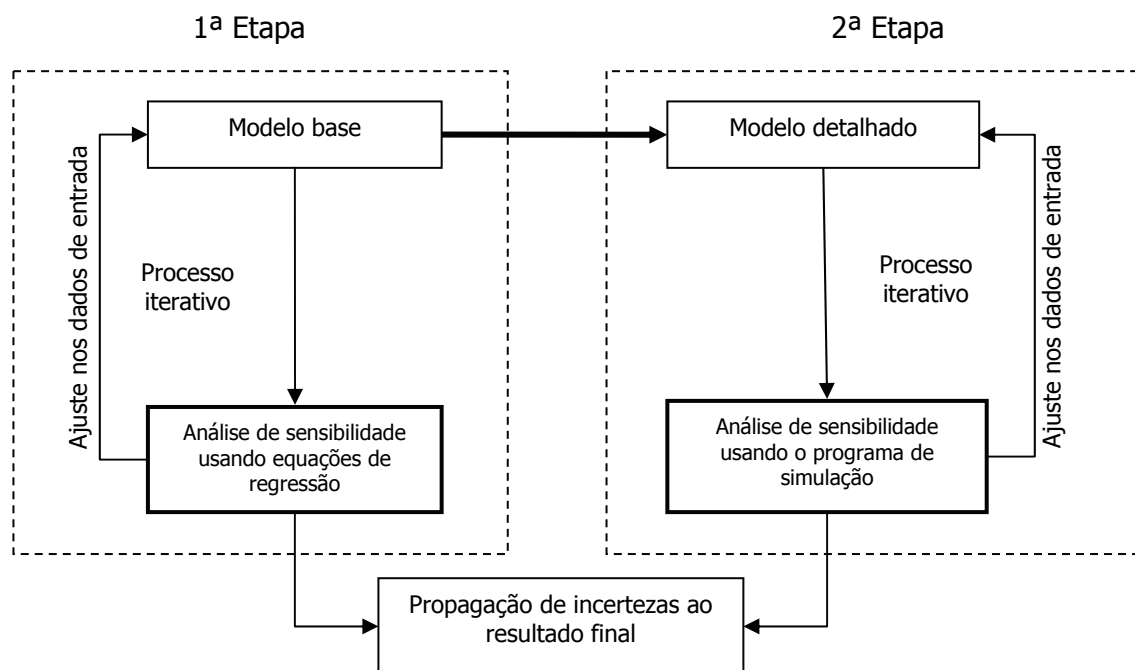 1ª Etapa
2ª Etapa
Modelo base
Modelo detalhado
Ajuste nos dados de entrada
Processo
iterativo
Processo
iterativo
Ajuste nos dados de entrada
Análise de sensibilidade
usando equações de
regressão
Análise de sensibilidade
usando o programa de
simulação
Propagação de incertezas ao
resultado final